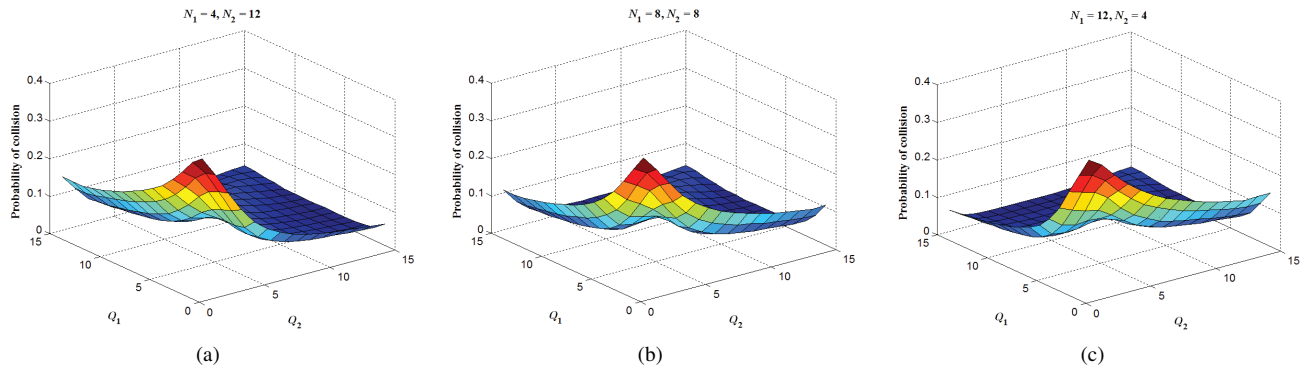 N1 = 4, N2 = 12
Probability of collision
0.4
0.3
0.2
0.1
0
15
10
5
0
0
5
10
15
Q1
Q2
(a)
N1 = 8, N2 = 8
Probability of collision
0.4
0.3
0.2
0.1
0
15
10
5
0
0
5
10
15
Q1
Q2
(b)
N1 = 12, N2 = 4
Probability of collision
0.4
0.3
0.2
0.1
0
15
10
5
0
0
5
10
15
Q1
Q2
(c)